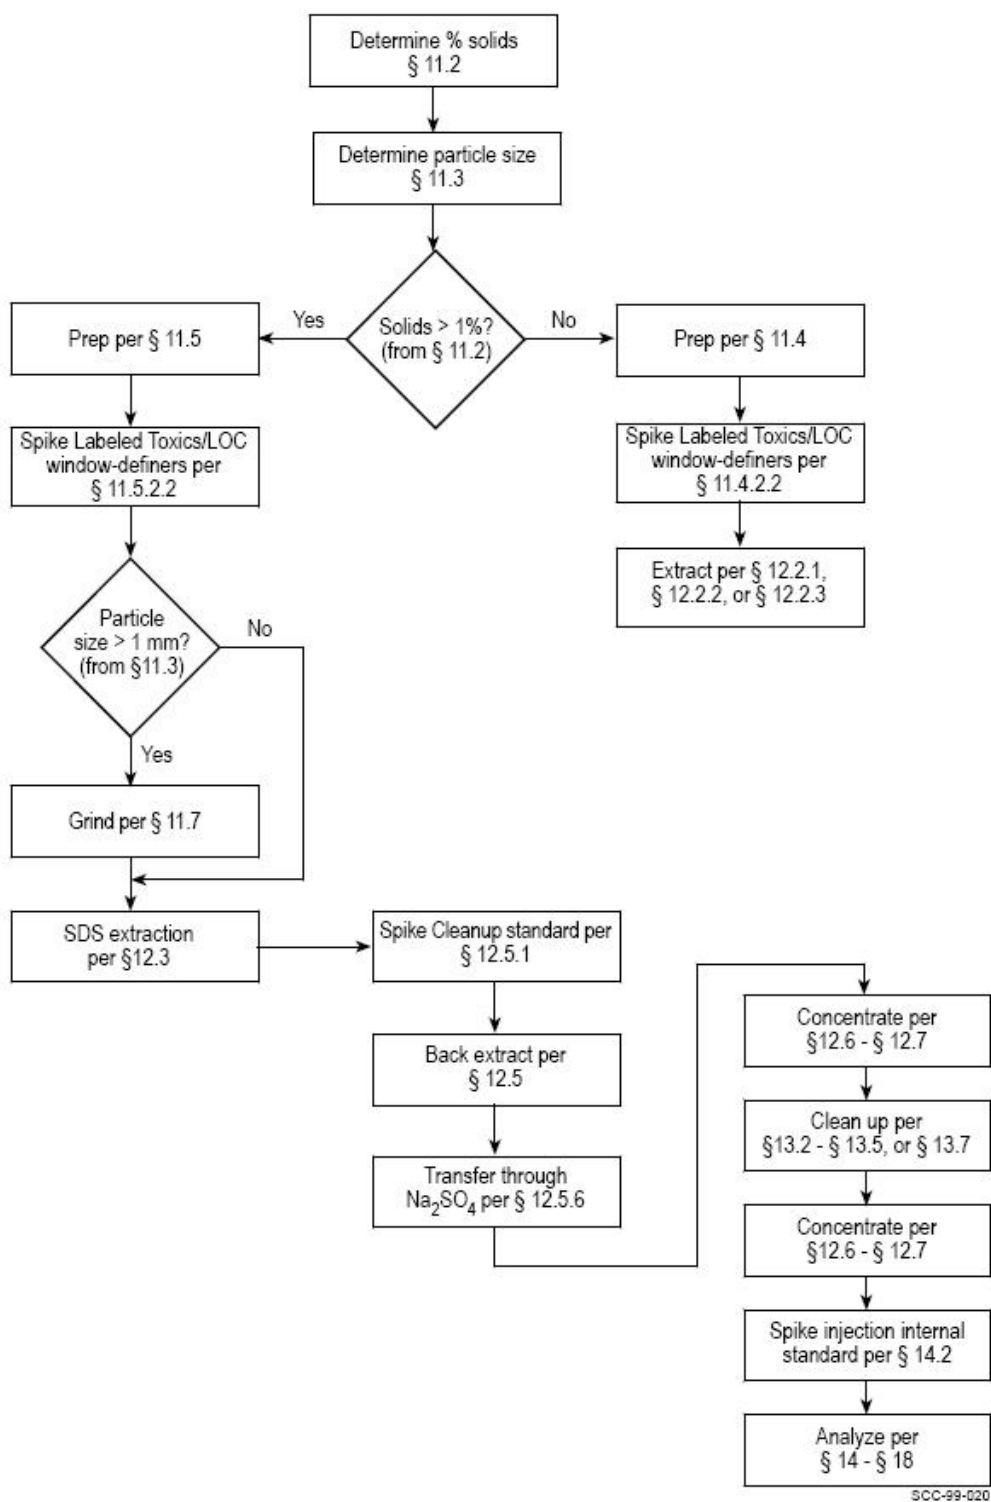 Determine % solids
§ 11.2
Determine particle size
§ 11.3
Solids > 1%?
(from § 11.2)
Yes
No
Prep per § 11.5
Prep per § 11.4
Spike Labeled Toxics/LOC
window-definers per
§ 11.5.2.2
Spike Labeled Toxics/LOC
window-definers per
§ 11.4.2.2
Extract per § 12.2.1,
§ 12.2.2, or § 12.2.3
Particle
size > 1 mm?
(from §11.3)
No
Yes
Grind per § 11.7
SDS extraction
per §12.3
Spike Cleanup standard per
§ 12.5.1
Back extract per
§ 12.5
Transfer through
Na₂SO₄ per § 12.5.6
Concentrate per
§12.6 - § 12.7
Clean up per
§13.2 - § 13.5, or § 13.7
Concentrate per
§12.6 - § 12.7
Spike injection internal
standard per § 14.2
Analyze per
§ 14 - § 18
SCC-99-020